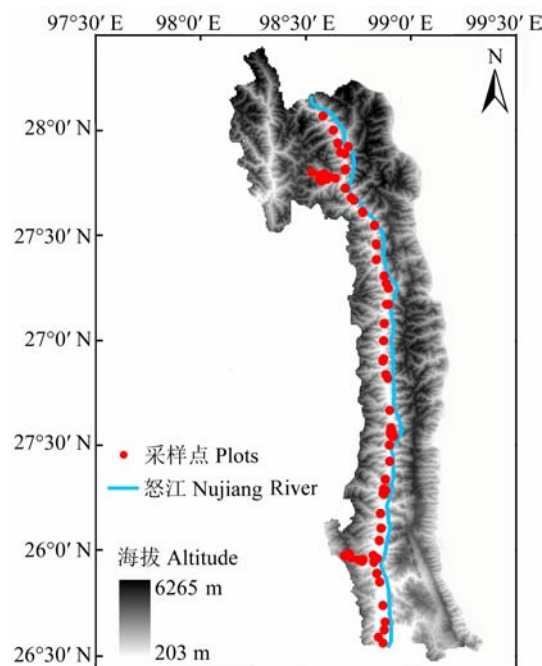 97°30′ E
98°0′ E
98°30′ E
99°0′ E
99°30′ E
N
28°0′ N
27°30′ N
27°0′ N
27°30′ N
26°0′ N
26°30′ N
采样点 Plots
怒江 Nujiang River
海拔 Altitude
6265 m
203 m